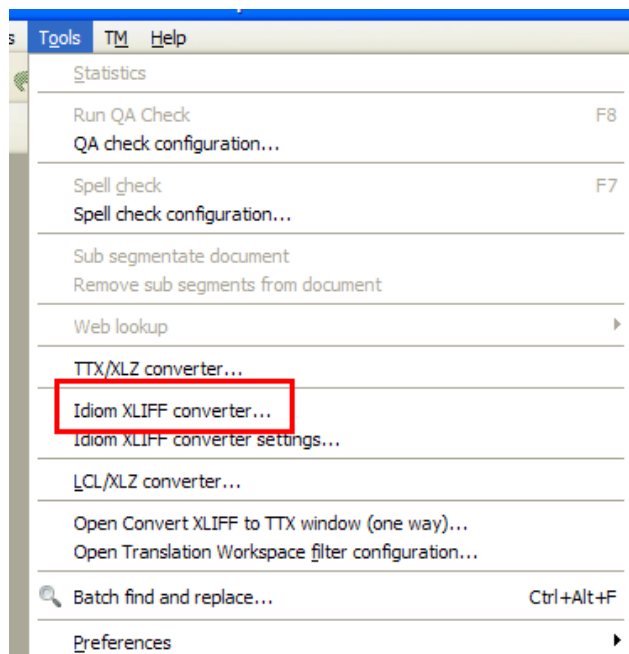 s Tools TM Help
Statistics
Run QA Check F8
QA check configuration...
Spell check F7
Spell check configuration...
Sub segmentate document
Remove sub segments from document
Web lookup
TTX/XLZ converter...
Idiom XLIFF converter...
Idiom XLIFF converter settings...
LCL/XLZ converter...
Open Convert XLIFF to TTX window (one way)...
Open Translation Workspace filter configuration...
Batch find and replace... Ctrl+Alt+F
Preferences